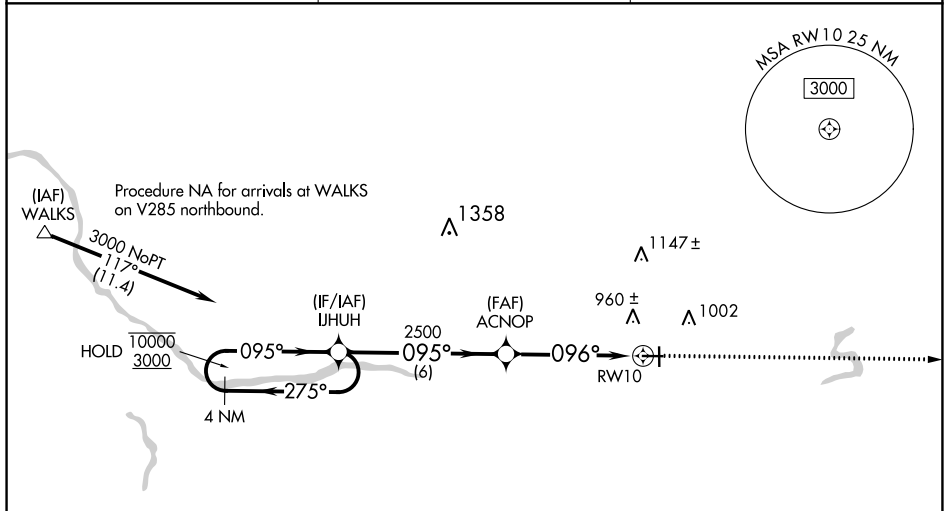 MSA RW10 25 NM
3000
(IAF)
WALKS
Procedure NA for arrivals at WALKS
on V285 northbound.
3000 NoPT
117°
(11.4)
1358
1147±
960 ±
1002
(IF/IAF)
IJHUH
(FAF)
ACNOP
HOLD
10000
3000
095°
2500
095°
(6)
096°
RW10
275°
4 NM